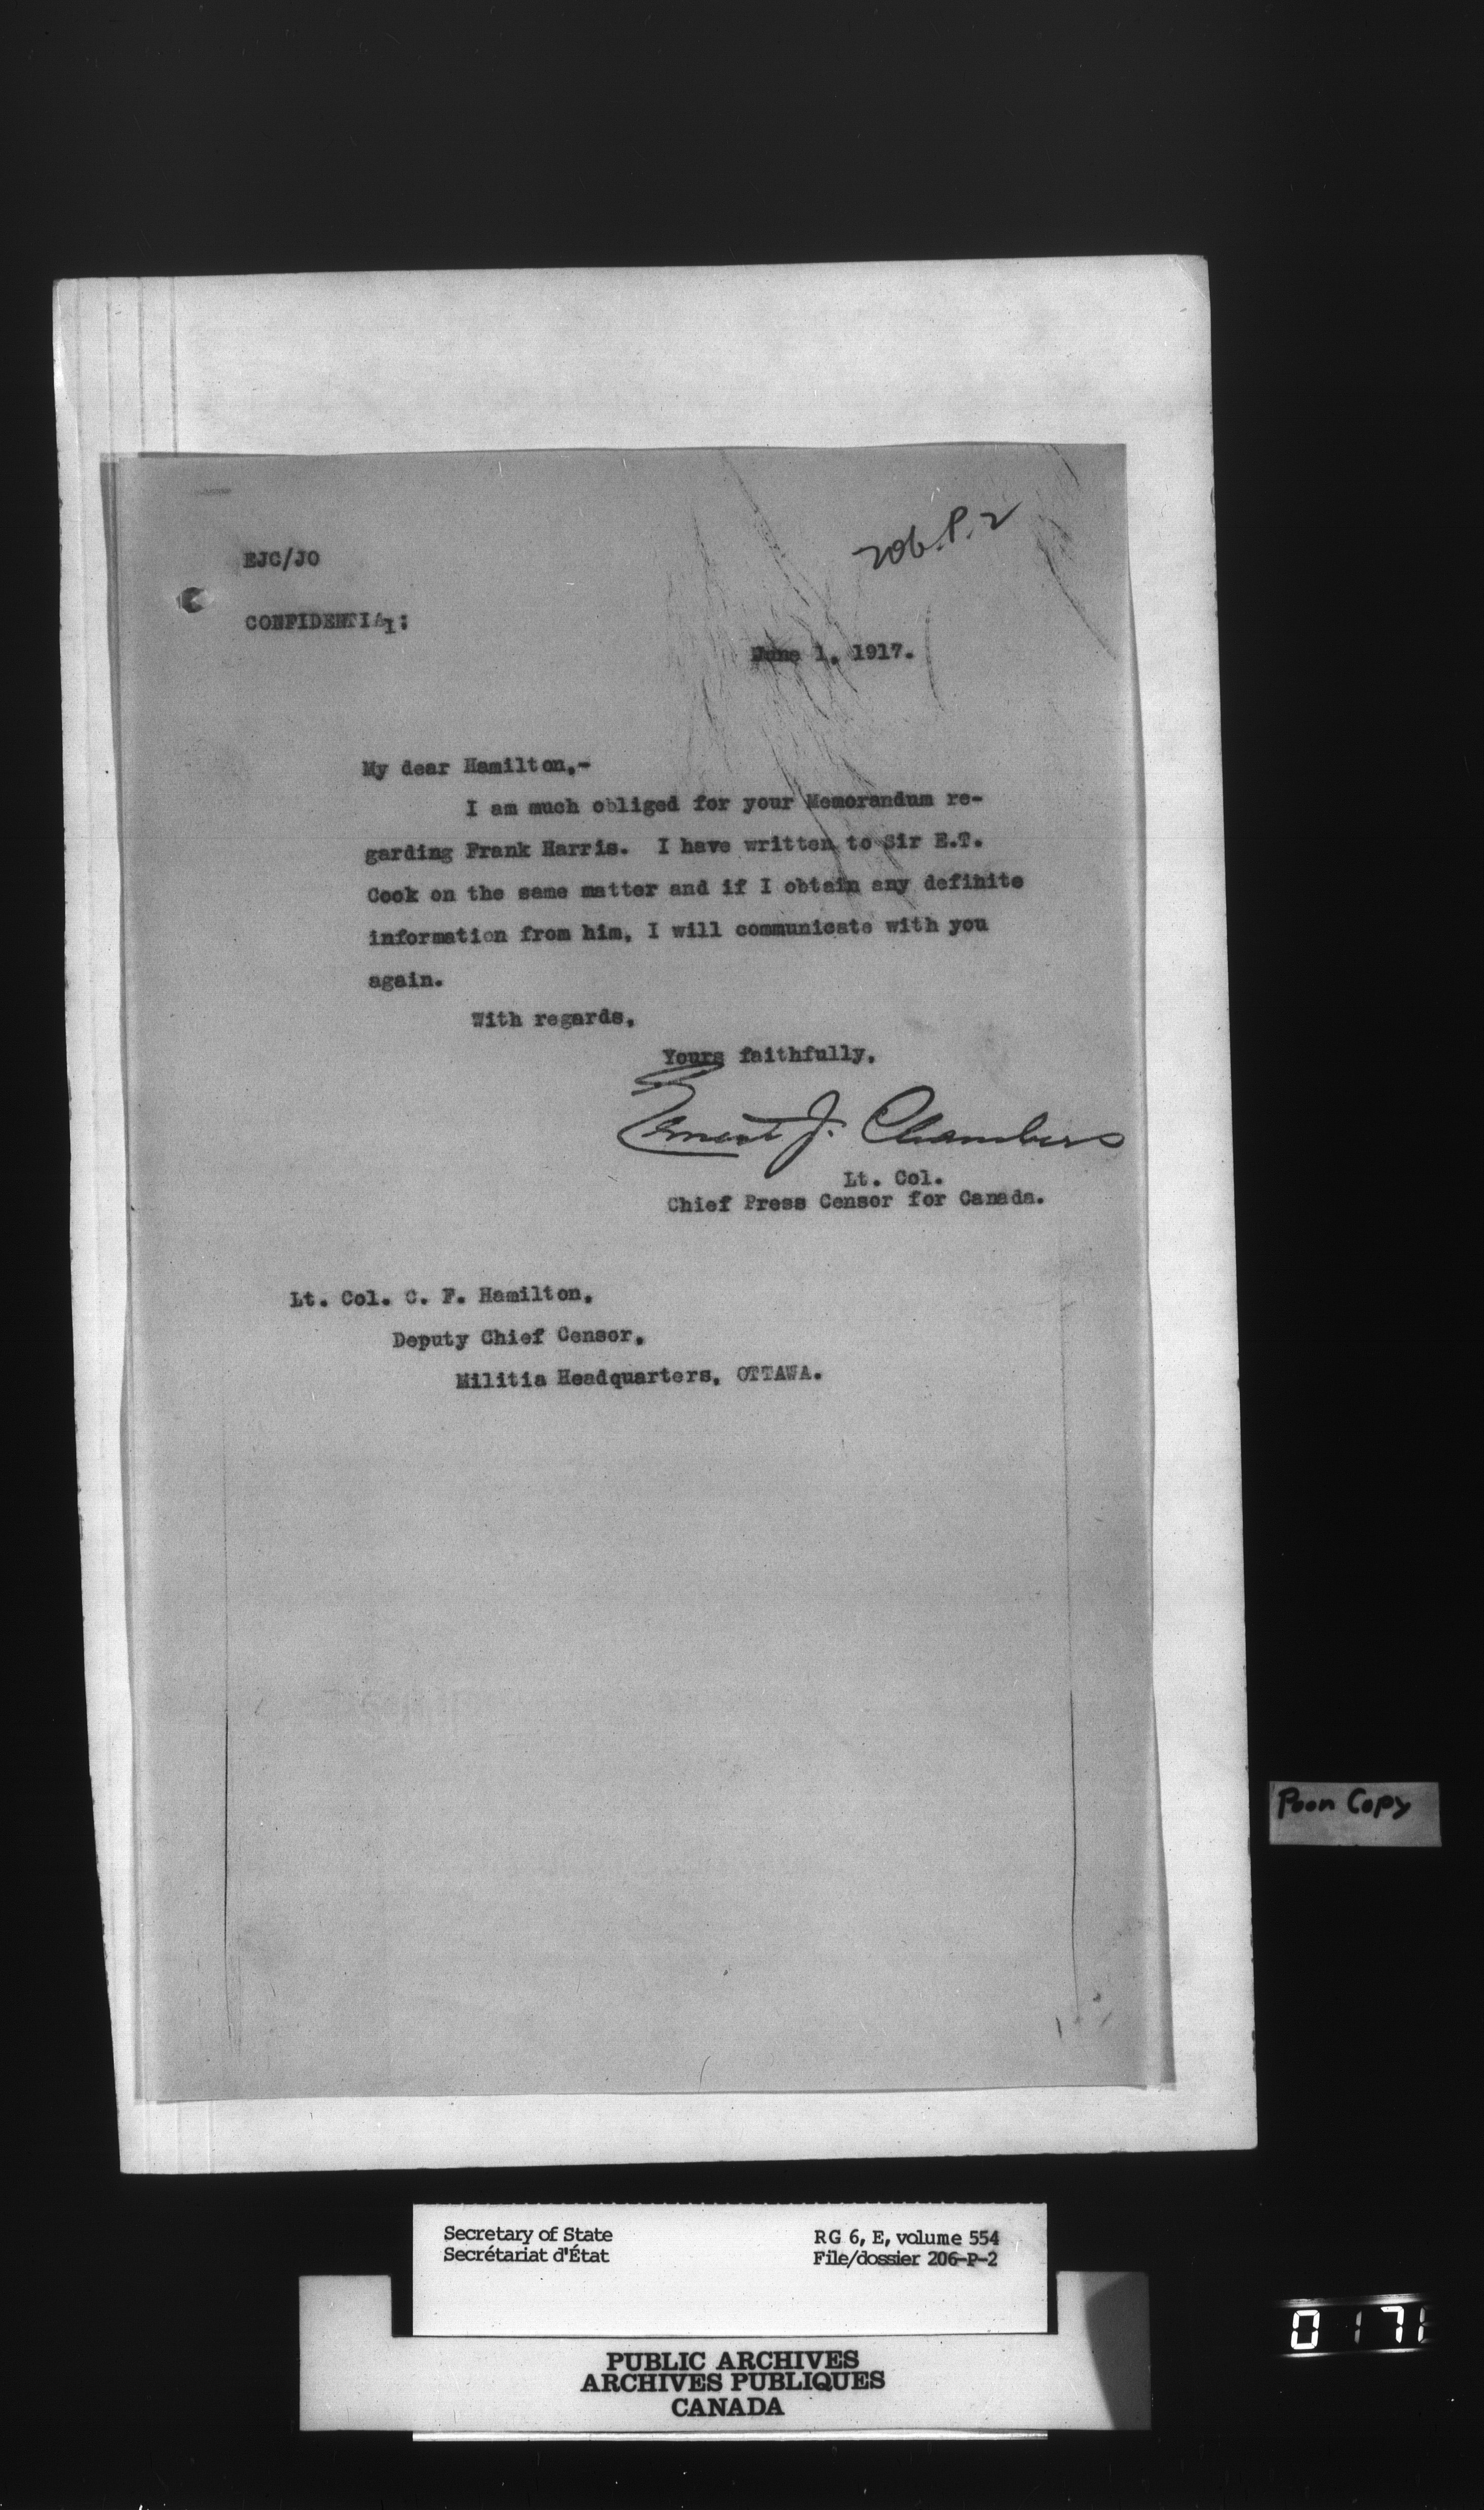 206.P.2
EJC/JO
CONFIDENTIAL:
June 1, 1917.
My dear Hamilton,-
I am much obliged for your Memorandum re-
garding Frank Harris. I have written to Sir E.T.
Cook on the same matter and if I obtain any definite
information from him, I will communicate with you
again.
With regards,
Yours faithfully,
Ernest J. Chambers
Lt. Col.
Chief Press Censor for Canada.
Lt. Col. C. F. Hamilton,
Deputy Chief Censor,
Militia Headquarters, OTTAWA.
Poor Copy
Secretary of State
Secrétariat d'État
RG 6, E, volume 554
File/dossier 206-P-2
PUBLIC ARCHIVES
ARCHIVES PUBLIQUES
CANADA
0171